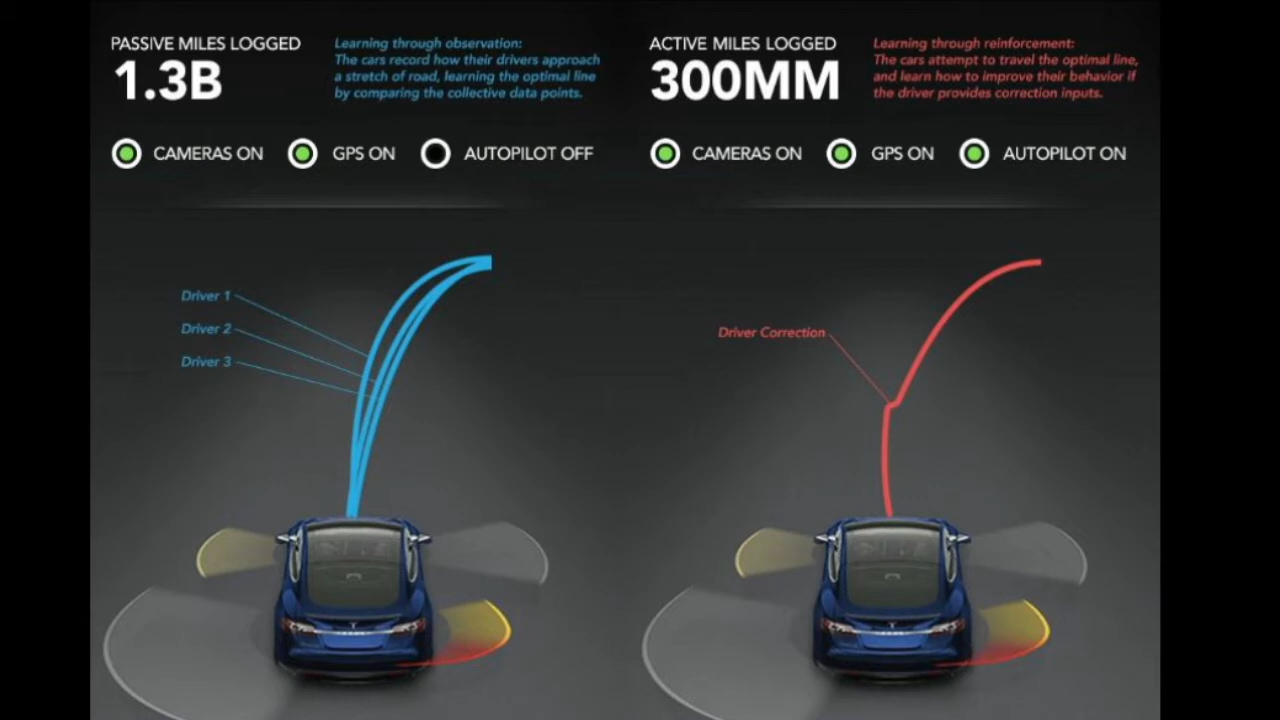 PASSIVE MILES LOGGED
1.3B
Learning through observation:
The cars record how their drivers approach
a stretch of road, learning the optimal line
by comparing the collective data points.
CAMERAS ON
GPS ON
AUTOPILOT OFF
Driver 1
Driver 2
Driver 3
ACTIVE MILES LOGGED
300MM
Learning through reinforcement:
The cars attempt to travel the optimal line,
and learn how to improve their behavior if
the driver provides correction inputs.
CAMERAS ON
GPS ON
AUTOPILOT ON
Driver Correction